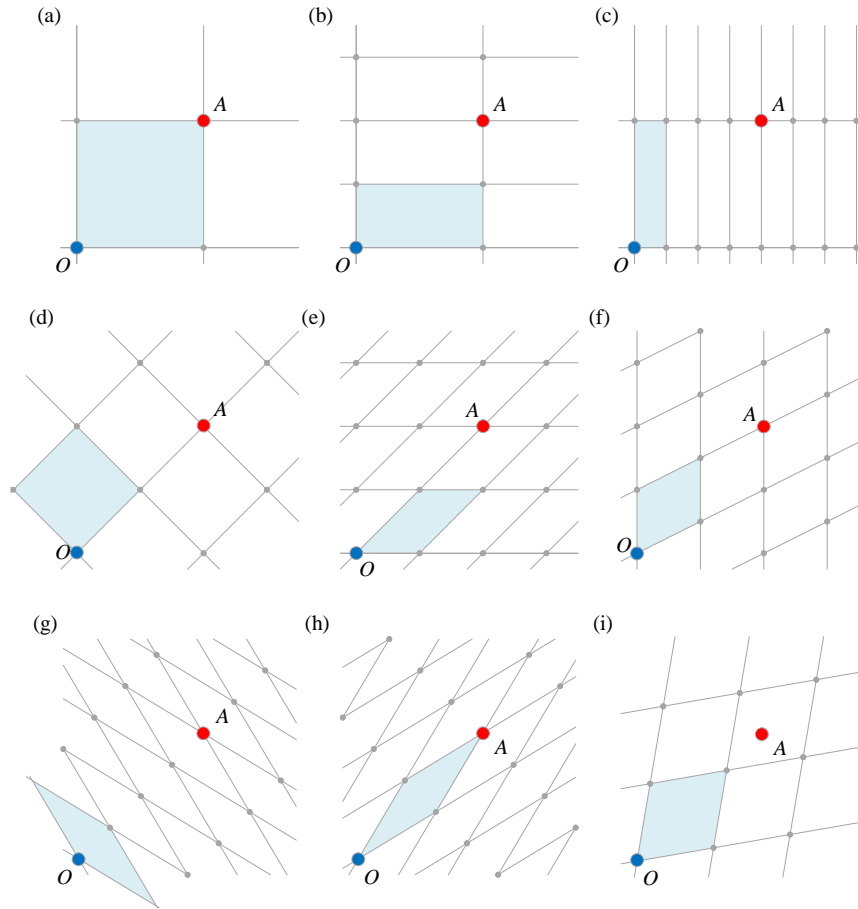 (a) (b) (c)
A A A
O O O
(d) (e) (f)
A A A
O O O
(g) (h) (i)
A A A
O O O